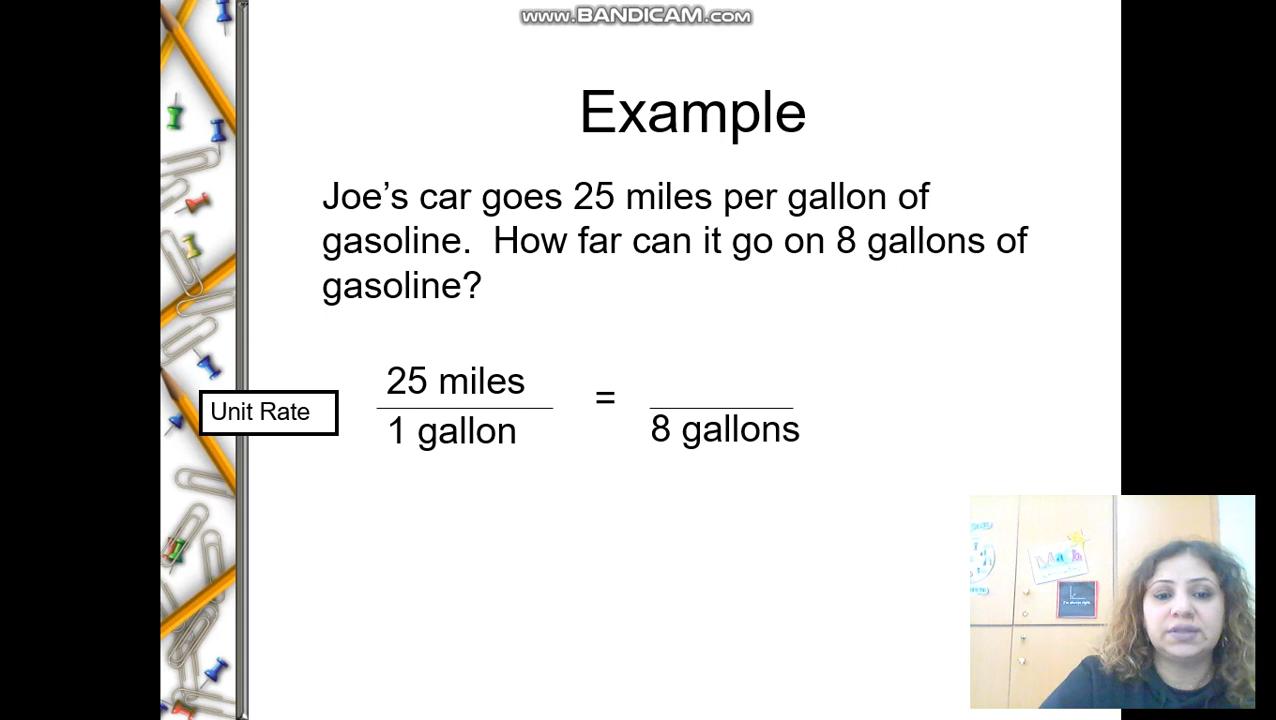 www.BANDICAM.com
Example
Joe’s car goes 25 miles per gallon of
gasoline.  How far can it go on 8 gallons of
gasoline?
Unit Rate
25 miles
1 gallon
=
8 gallons